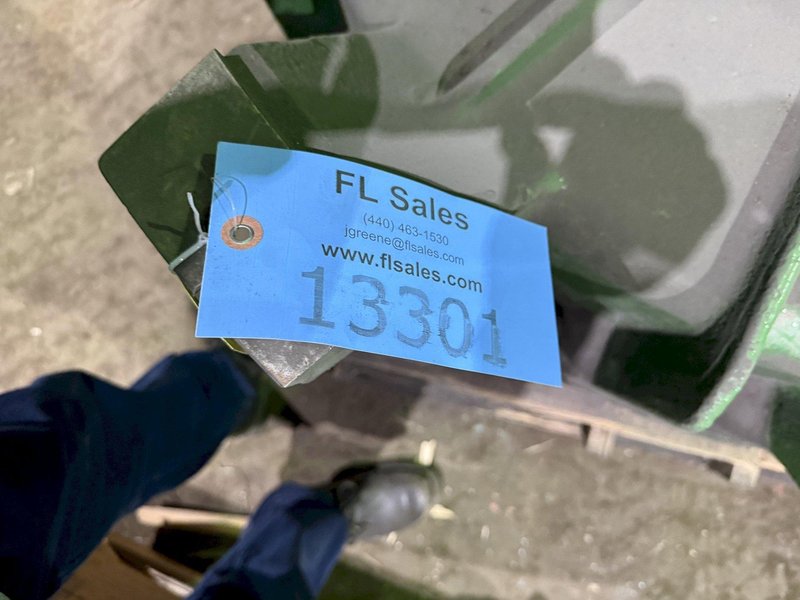 FL Sales
(440) 463-1530
jgreene@flsales.com
www.flsales.com
13301